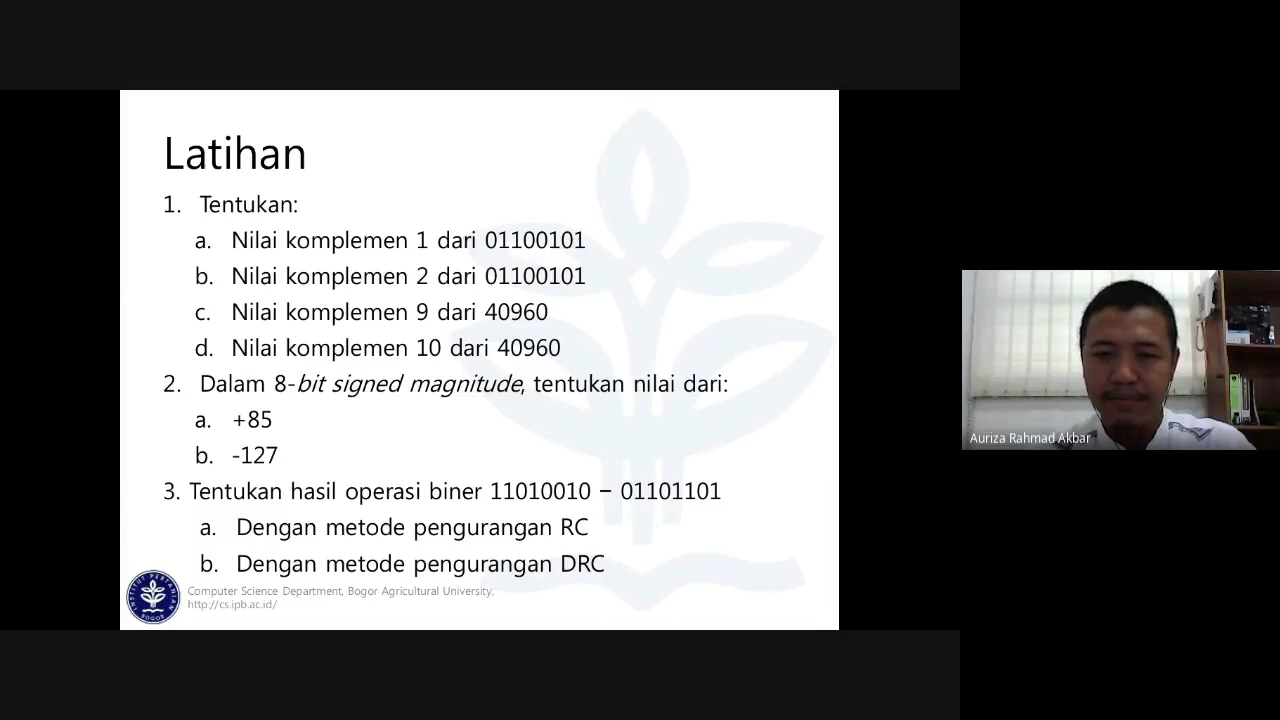 Latihan
1. Tentukan:
a. Nilai komplemen 1 dari 01100101
b. Nilai komplemen 2 dari 01100101
c. Nilai komplemen 9 dari 40960
d. Nilai komplemen 10 dari 40960
2. Dalam 8-bit signed magnitude, tentukan nilai dari:
a. +85
b. -127
3. Tentukan hasil operasi biner 11010010 − 01101101
a. Dengan metode pengurangan RC
b. Dengan metode pengurangan DRC
INSTITUT PERTANIAN
BOGOR
Computer Science Department, Bogor Agricultural University,
http://cs.ipb.ac.id/
Auriza Rahmad Akbar